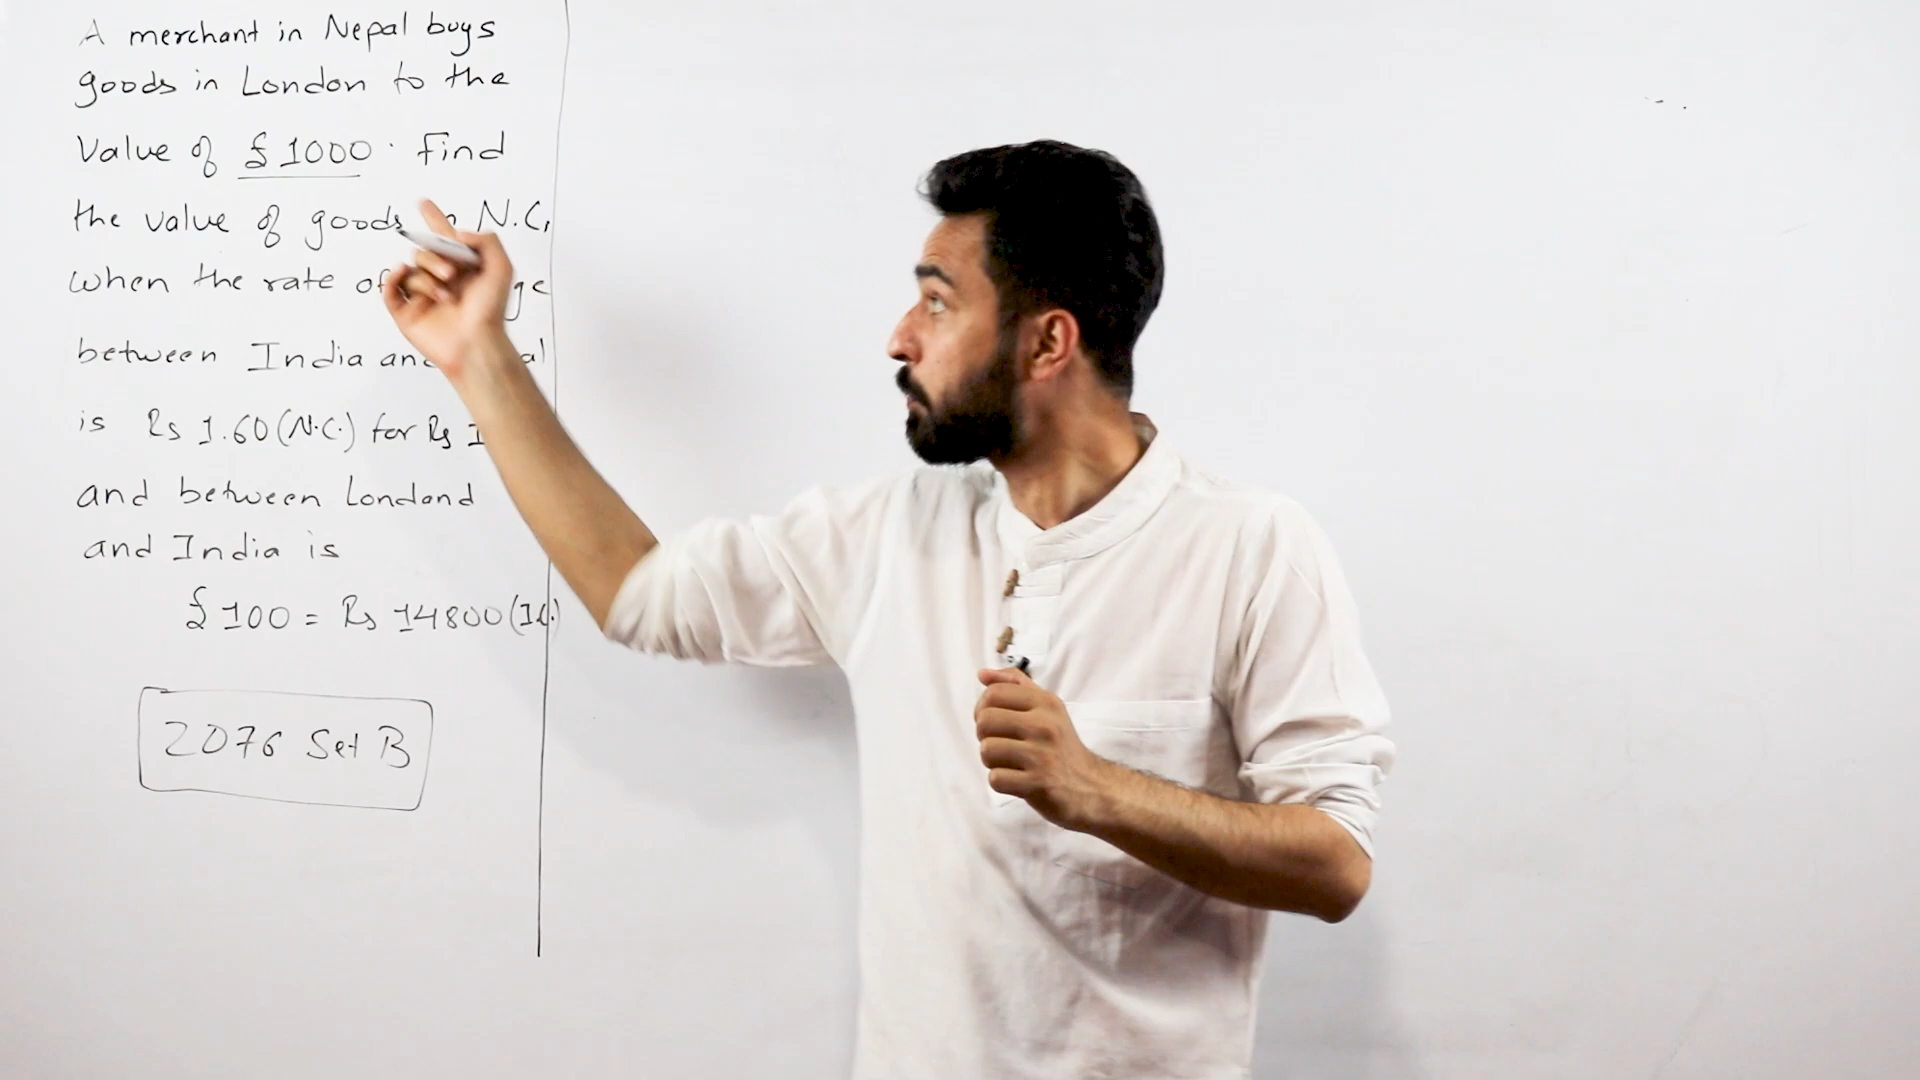 A merchant in Nepal buys
goods in London to the
Value of £ 1000. find
the value of goods N.C.
when the rate of
between India and
is Rs 1.60 (N.C.) for Rs 1
and between Londond
and India is
£ 100 = Rs 14800 (I.C.)
2076 Set B